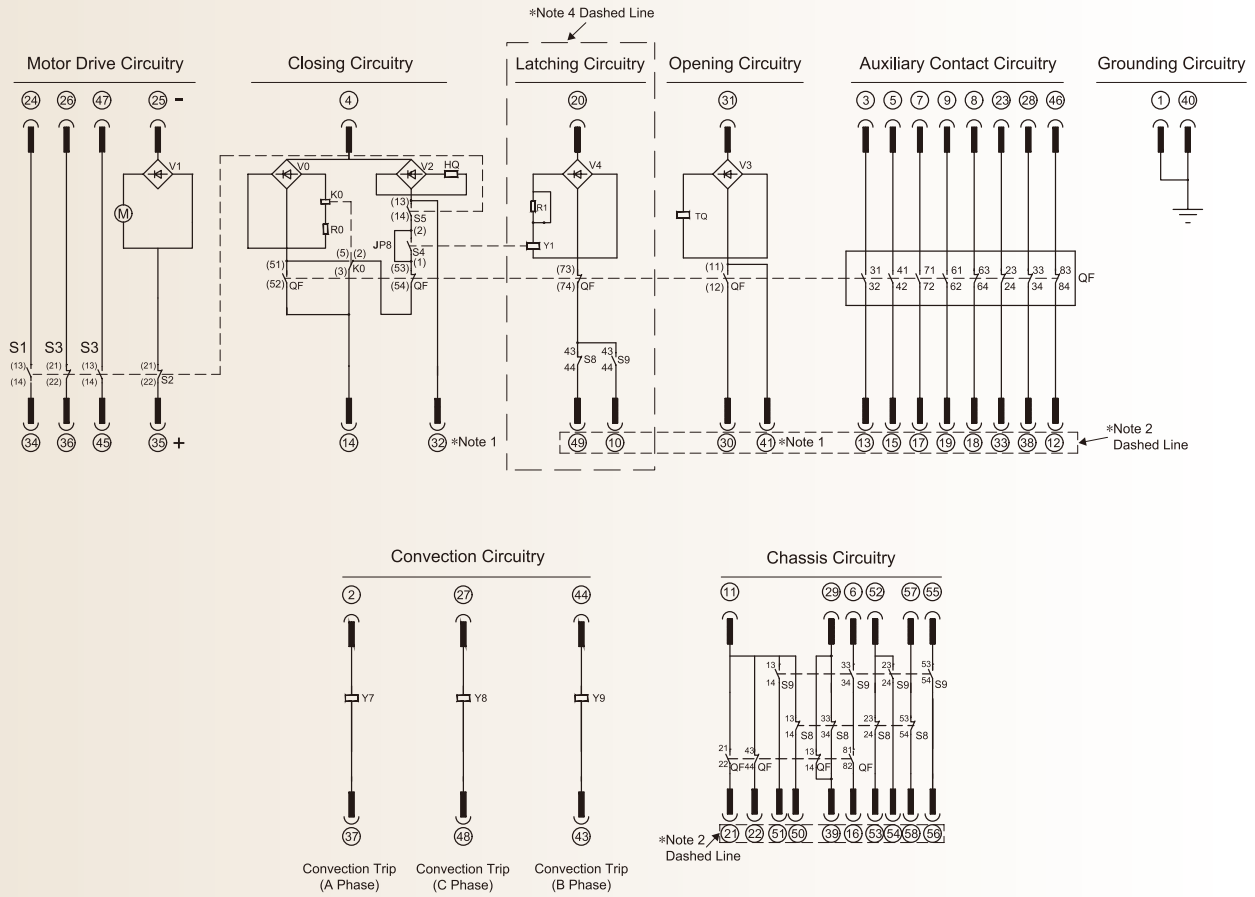 *Note 4 Dashed Line
Motor Drive Circuitry
Closing Circuitry
Latching Circuitry
Opening Circuitry
Auxiliary Contact Circuitry
Grounding Circuitry
24 26 47 25 -
4
20
31
3 5 7 9 8 23 28 46
1 40
V1
M
V0
K0
R0
V2
HQ
(13)
(14) S5
(2)
JP8
S4
(1)
(5) (2)
(3) K0
(51)
(52) QF
(53)
(54) QF
V4
R1
Y1
(73)
(74) QF
43
44 S8
43
44 S9
V3
TQ
(11)
(12) QF
31 41 71 61 63 23 33 83
32 42 72 62 64 24 34 84
QF
S1 S3 S3
(13) (21) (13) (21)
(14) (22) (14) (22) S2
34 36 45 35 +
14
32 *Note 1
49 10
30 41 *Note 1
13 15 17 19 18 33 38 12
*Note 2
Dashed Line
Convection Circuitry
2 27 44
Y7 Y8 Y9
37 48 43
Convection Trip
(A Phase)
Convection Trip
(C Phase)
Convection Trip
(B Phase)
Chassis Circuitry
11 29 6 52 57 55
13 33 23 53
14 S9 34 S9 24 S9 54 S9
13 33 23 53
14 S8 34 S8 24 S8 54 S8
21 43 13 81
22 QF 44 QF 14 QF 82 QF
21 22 51 50 39 16 53 54 58 56
*Note 2
Dashed Line